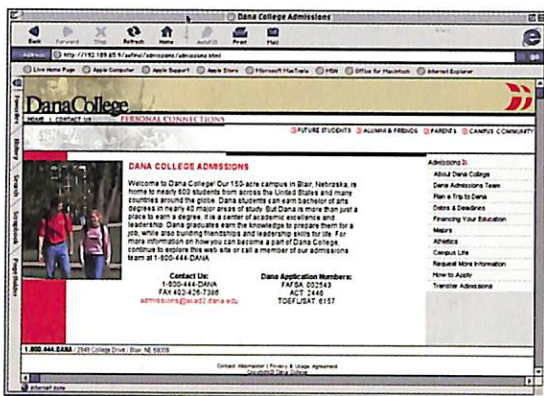 Dana College Admissions
Back Forward Stop Refresh Home AutoFill Print Mail
Address: http://192.189.65.9/
Live Home Page Apple Computer Apple Support Apple Store Microsoft MacTopia MSN Office for Macintosh Internet Explorer
Favorites
History
Search
Scrapbook
Page Holder
DanaCollege
HOME | CONTACT US PERSONAL CONNECTIONS
FUTURE STUDENTS ALUMNI & FRIENDS PARENTS CAMPUS COMMUNITY
DANA COLLEGE ADMISSIONS
Welcome to Dana College! Our 150-acre campus in Blair, Nebraska, is
home to nearly 600 students from across the United States and many
countries around the globe. Dana students can earn bachelor of arts
degrees in nearly 40 major areas of study. But Dana is more than just a
place to earn a degree, it is a center of academic excellence and
leadership. Dana graduates earn the knowledge to prepare them for a
job, while also building friendships and leadership skills for life. For
more information on how you can become a part of Dana College,
continue to explore this web site or call a member of our admissions
team at 1-800-444-DANA.
Contact Us:
1-800-444-DANA
FAX 402-426-7386
admissions@acad2.dana.edu
Dana Application Numbers:
FAFSA: 002543
ACT: 2446
TOEFL/SAT: 6157
Admissions
About Dana College
Dana Admissions Team
Plan a Trip to Dana
Dates & Deadlines
Financing Your Education
Majors
Athletics
Campus Life
Request More Information
How to Apply
Transfer Admissions
1.800.444.DANA / 2848 College Drive / Blair, NE 68008
Contact Webmaster | Privacy & Usage Agreement
Copyright© Dana College
Internet zone